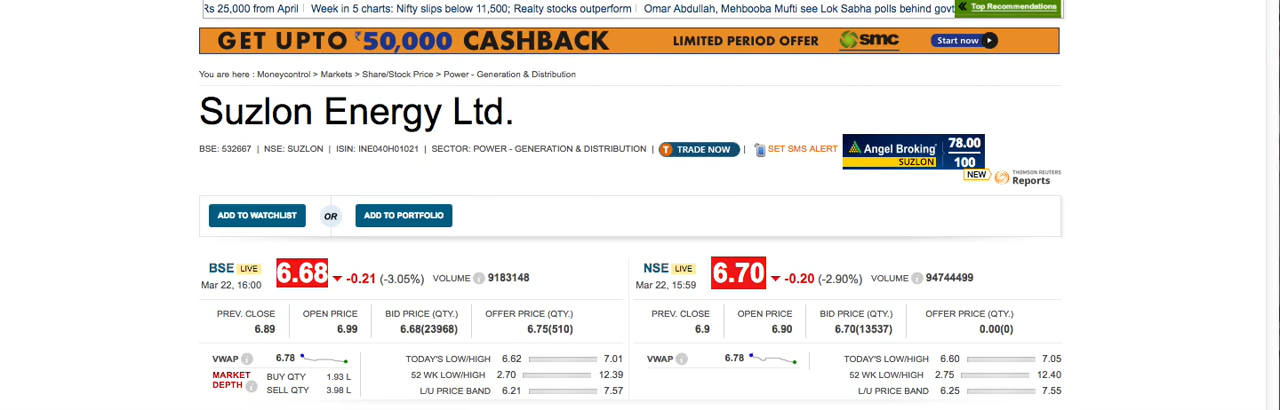 Rs 25,000 from Airtel | Week in 5 charts: Nifty slips below 11,500; Realty stocks outperform | Omar Abdullah, Mehbooba Mufti see Lok Sabha polls behind govt « Top Recommendations
GET UPTO ₹50,000 CASHBACK LIMITED PERIOD OFFER smc Start now
You are here : Moneycontrol > Markets > Share/Stock Price > Power - Generation & Distribution
Suzlon Energy Ltd.
BSE: 532667 | NSE: SUZLON | ISIN: INE040H01021 | SECTOR: POWER - GENERATION & DISTRIBUTION | T TRADE NOW | SET SMS ALERT Angel Broking SUZLON 78.00 100
NEW THOMSON REUTERS Reports
ADD TO WATCHLIST OR ADD TO PORTFOLIO
BSE LIVE 6.68 -0.21 (-3.05%) VOLUME i 9183148
Mar 22, 16:00
PREV. CLOSE OPEN PRICE BID PRICE (QTY.) OFFER PRICE (QTY.)
6.89 6.99 6.68(23968) 6.75(510)
VWAP i 6.78 TODAY'S LOW/HIGH 6.62 7.01
MARKET DEPTH i BUY QTY 1.93 L 52 WK LOW/HIGH 2.70 12.39
SELL QTY 3.98 L L/U PRICE BAND 6.21 7.57
NSE LIVE 6.70 -0.20 (-2.90%) VOLUME i 94744499
Mar 22, 15:59
PREV. CLOSE OPEN PRICE BID PRICE (QTY.) OFFER PRICE (QTY.)
6.9 6.90 6.70(13537) 0.00(0)
VWAP i 6.78 TODAY'S LOW/HIGH 6.60 7.05
52 WK LOW/HIGH 2.75 12.40
L/U PRICE BAND 6.25 7.55